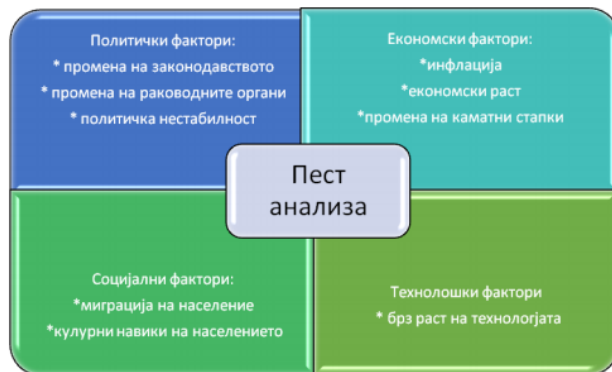 Политички фактори:
* промена на законодавството
* промена на раководните органи
* политичка нестабилност
Економски фактори:
*инфлација
*економски раст
*промена на каматни стапки
Пест
анализа
Социјални фактори:
*миграција на население
*кулурни навики на населението
Технолошки фактори
* брз раст на технологјата